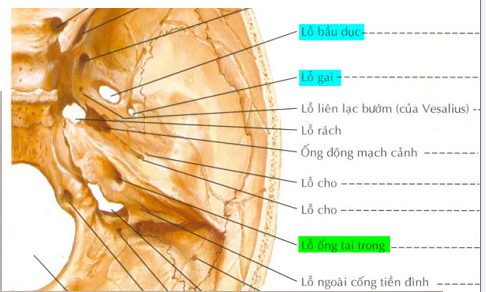 Lỗ bầu dục
Lỗ gai
Lỗ liên lạc bướm (của Vesalius)
Lỗ rách
Ống động mạch cảnh
Lỗ cho
Lỗ cho
Lỗ ống tai trong
Lỗ ngoài cống tiền đình